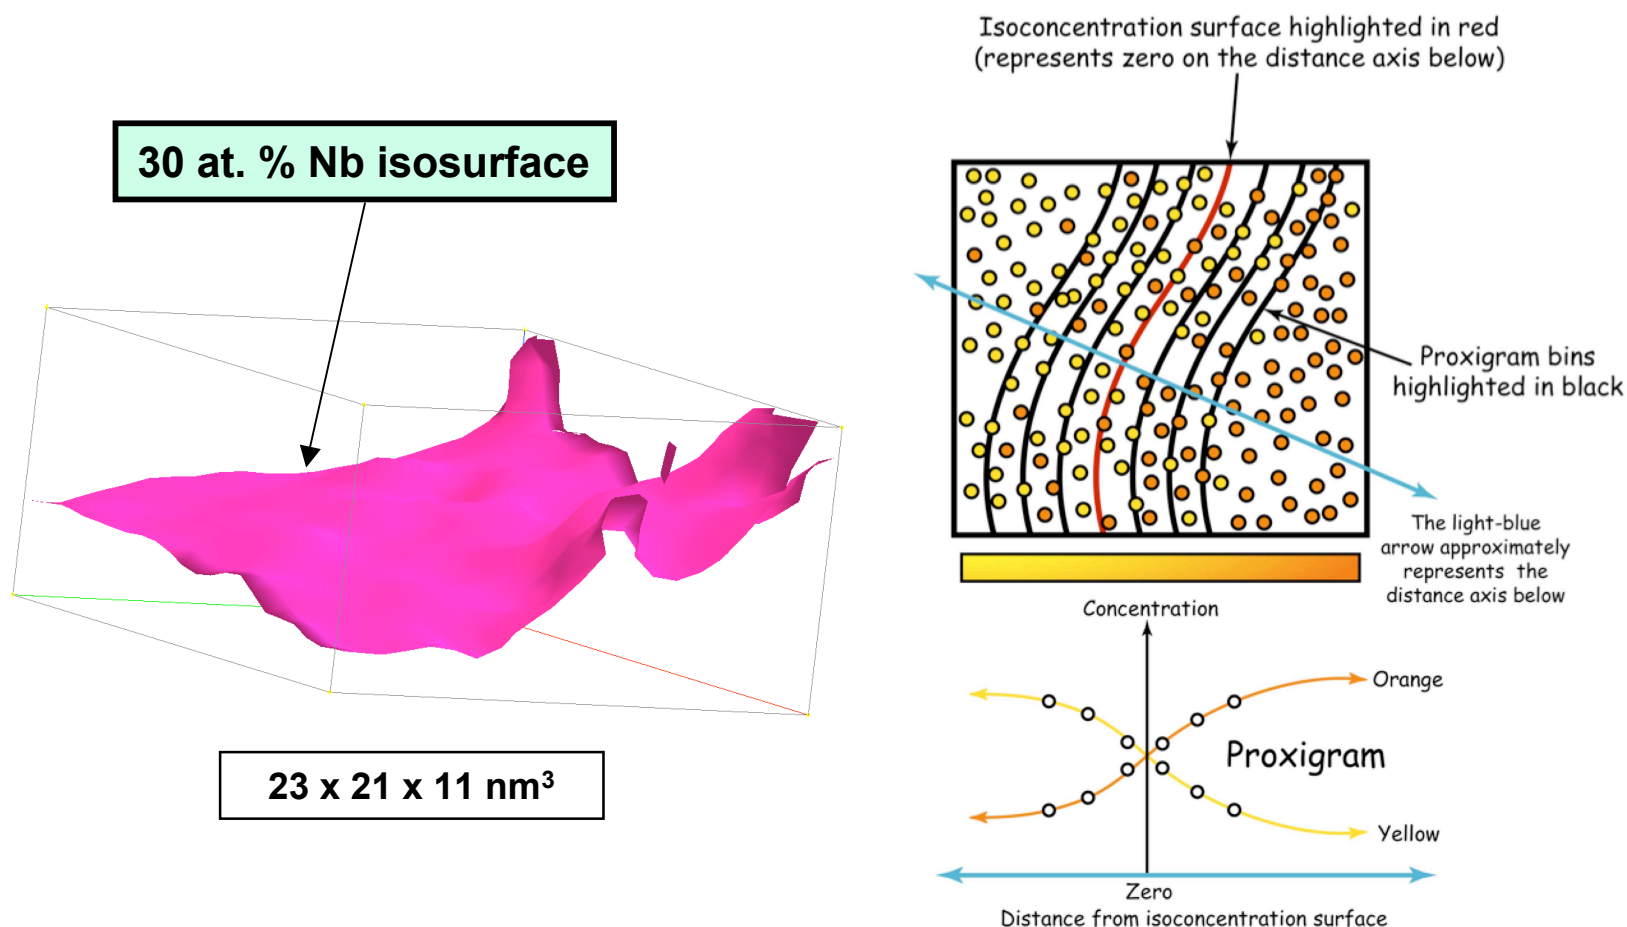 30 at. % Nb isosurface
23 x 21 x 11 nm³
Isoconcentration surface highlighted in red
(represents zero on the distance axis below)
Proxigram bins
highlighted in black
The light-blue
arrow approximately
represents the
distance axis below
Concentration
Orange
Proxigram
Yellow
Zero
Distance from isoconcentration surface